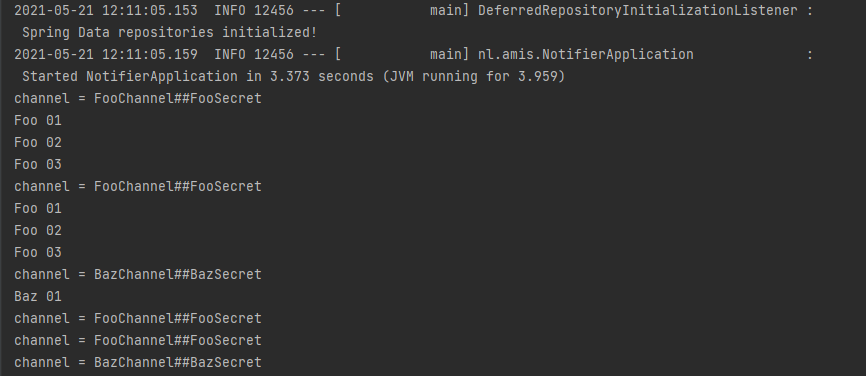 2021-05-21 12:11:05.153  INFO 12456 --- [           main] DeferredRepositoryInitializationListener :
 Spring Data repositories initialized!
2021-05-21 12:11:05.159  INFO 12456 --- [           main] nl.amis.NotifierApplication              :
 Started NotifierApplication in 3.373 seconds (JVM running for 3.959)
channel = FooChannel##FooSecret
Foo 01
Foo 02
Foo 03
channel = FooChannel##FooSecret
Foo 01
Foo 02
Foo 03
channel = BazChannel##BazSecret
Baz 01
channel = FooChannel##FooSecret
channel = FooChannel##FooSecret
channel = BazChannel##BazSecret